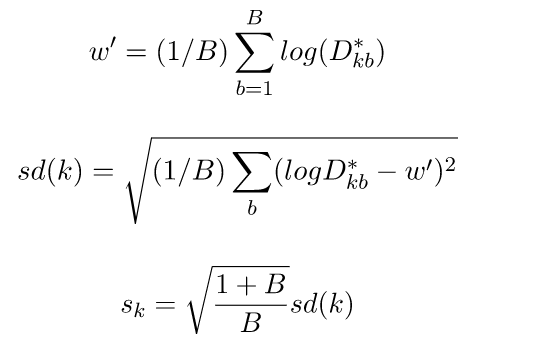 w′ = (1/B) ∑_{b=1}^{B} log(D*_{kb})
sd(k) = √((1/B) ∑_b (logD*_{kb} − w′)²)
s_k = √((1 + B)/B) sd(k)